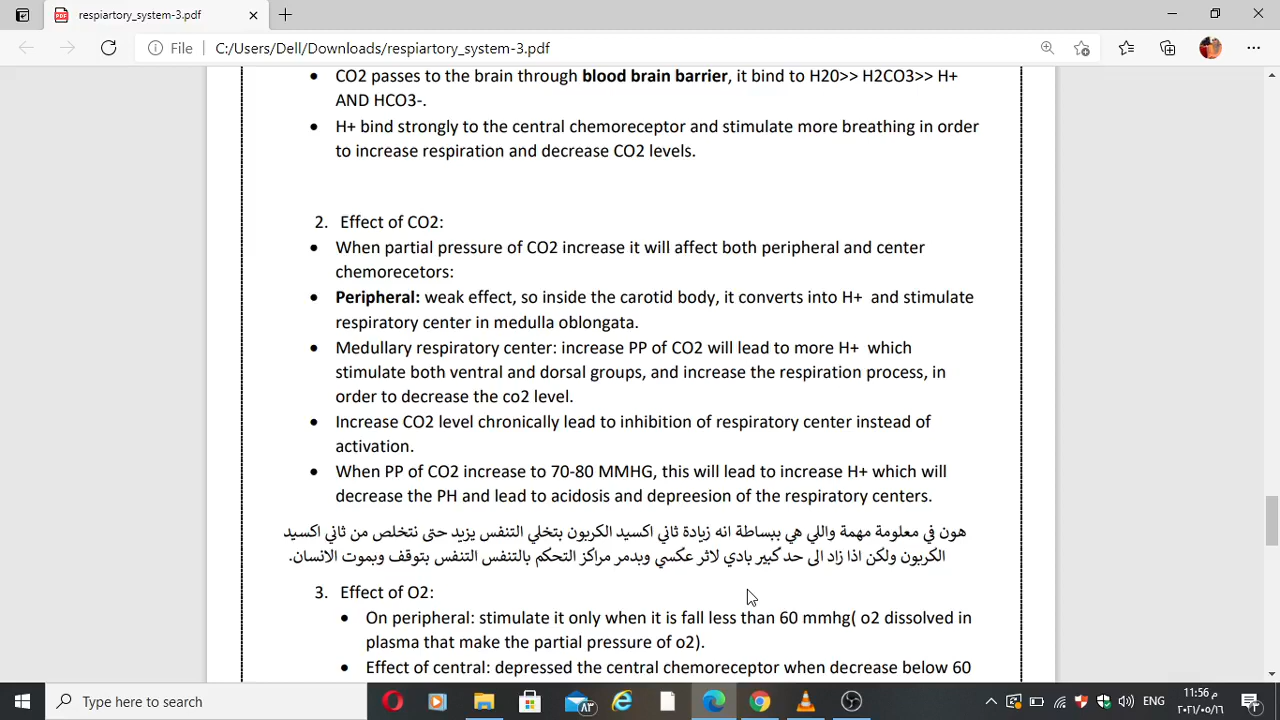 respiartory_system-3.pdf
File
C:/Users/Dell/Downloads/respiartory_system-3.pdf
• CO2 passes to the brain through blood brain barrier, it bind to H20>> H2CO3>> H+
AND HCO3-.
• H+ bind strongly to the central chemoreceptor and stimulate more breathing in order
to increase respiration and decrease CO2 levels.
2. Effect of CO2:
• When partial pressure of CO2 increase it will affect both peripheral and center
chemorecetors:
• Peripheral: weak effect, so inside the carotid body, it converts into H+ and stimulate
respiratory center in medulla oblongata.
• Medullary respiratory center: increase PP of CO2 will lead to more H+ which
stimulate both ventral and dorsal groups, and increase the respiration process, in
order to decrease the co2 level.
• Increase CO2 level chronically lead to inhibition of respiratory center instead of
activation.
• When PP of CO2 increase to 70-80 MMHG, this will lead to increase H+ which will
decrease the PH and lead to acidosis and depreesion of the respiratory centers.
هون في معلومة مهمة واللي هي ببساطة انه زيادة ثاني اكسيد الكربون بتخلي التنفس يزيد حتى نتخلص من ثاني اكسيد
الكربون ولكن اذا زاد الى حد كبير بادي لاثر عكسي وبدمر مراكز التحكم بالتنفس التنفس بتوقف وبموت الانسان.
3. Effect of O2:
• On peripheral: stimulate it only when it is fall less than 60 mmhg( o2 dissolved in
plasma that make the partial pressure of o2).
• Effect of central: depressed the central chemoreceptor when decrease below 60
Type here to search
٨٣
ENG
11:56 م